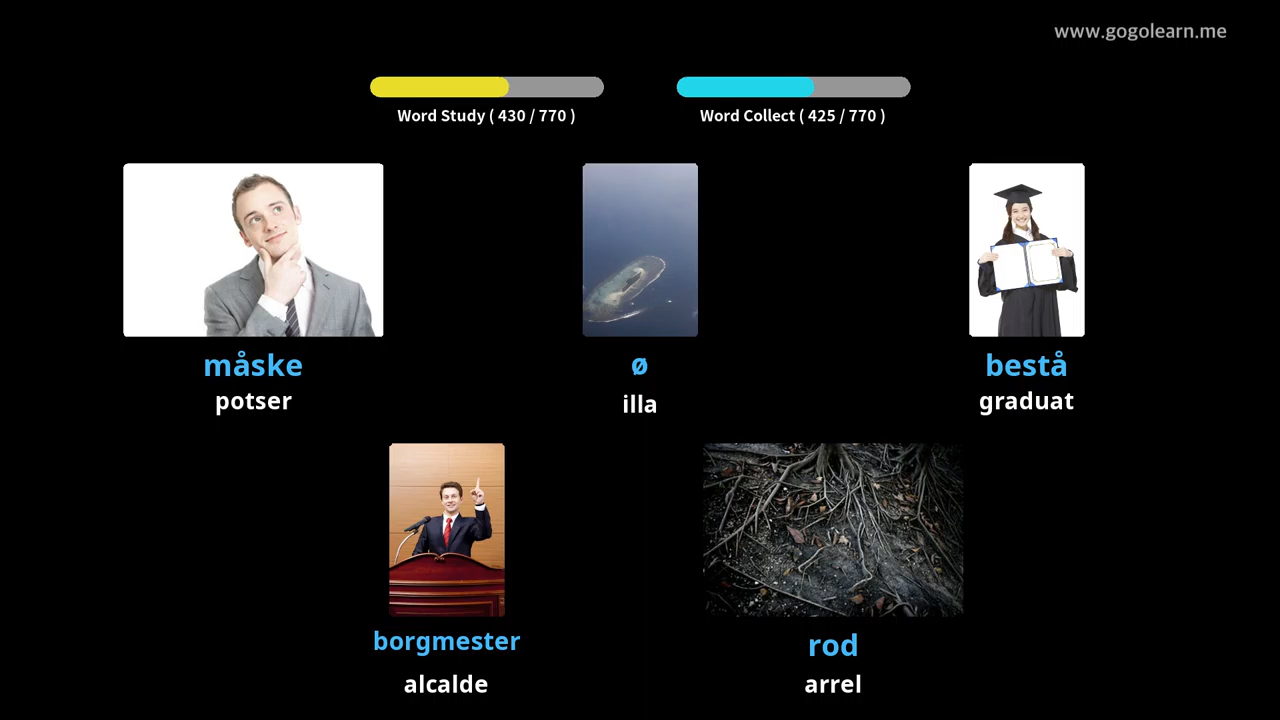 www.gogolearn.me
Word Study ( 430 / 770 )
Word Collect ( 425 / 770 )
måske
potser
ø
illa
bestå
graduat
borgmester
alcalde
rod
arrel